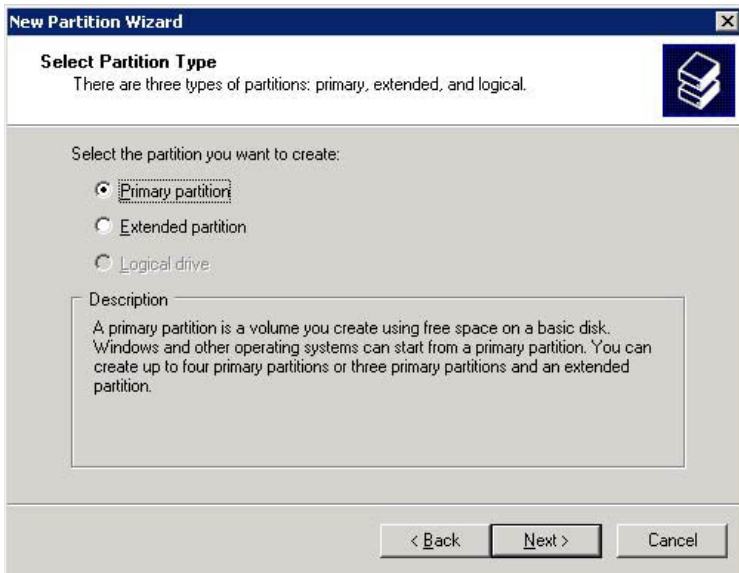 New Partition Wizard
Select Partition Type
There are three types of partitions: primary, extended, and logical.
Select the partition you want to create:
Primary partition
Extended partition
Logical drive
Description
A primary partition is a volume you create using free space on a basic disk.
Windows and other operating systems can start from a primary partition. You can
create up to four primary partitions or three primary partitions and an extended
partition.
< Back
Next >
Cancel